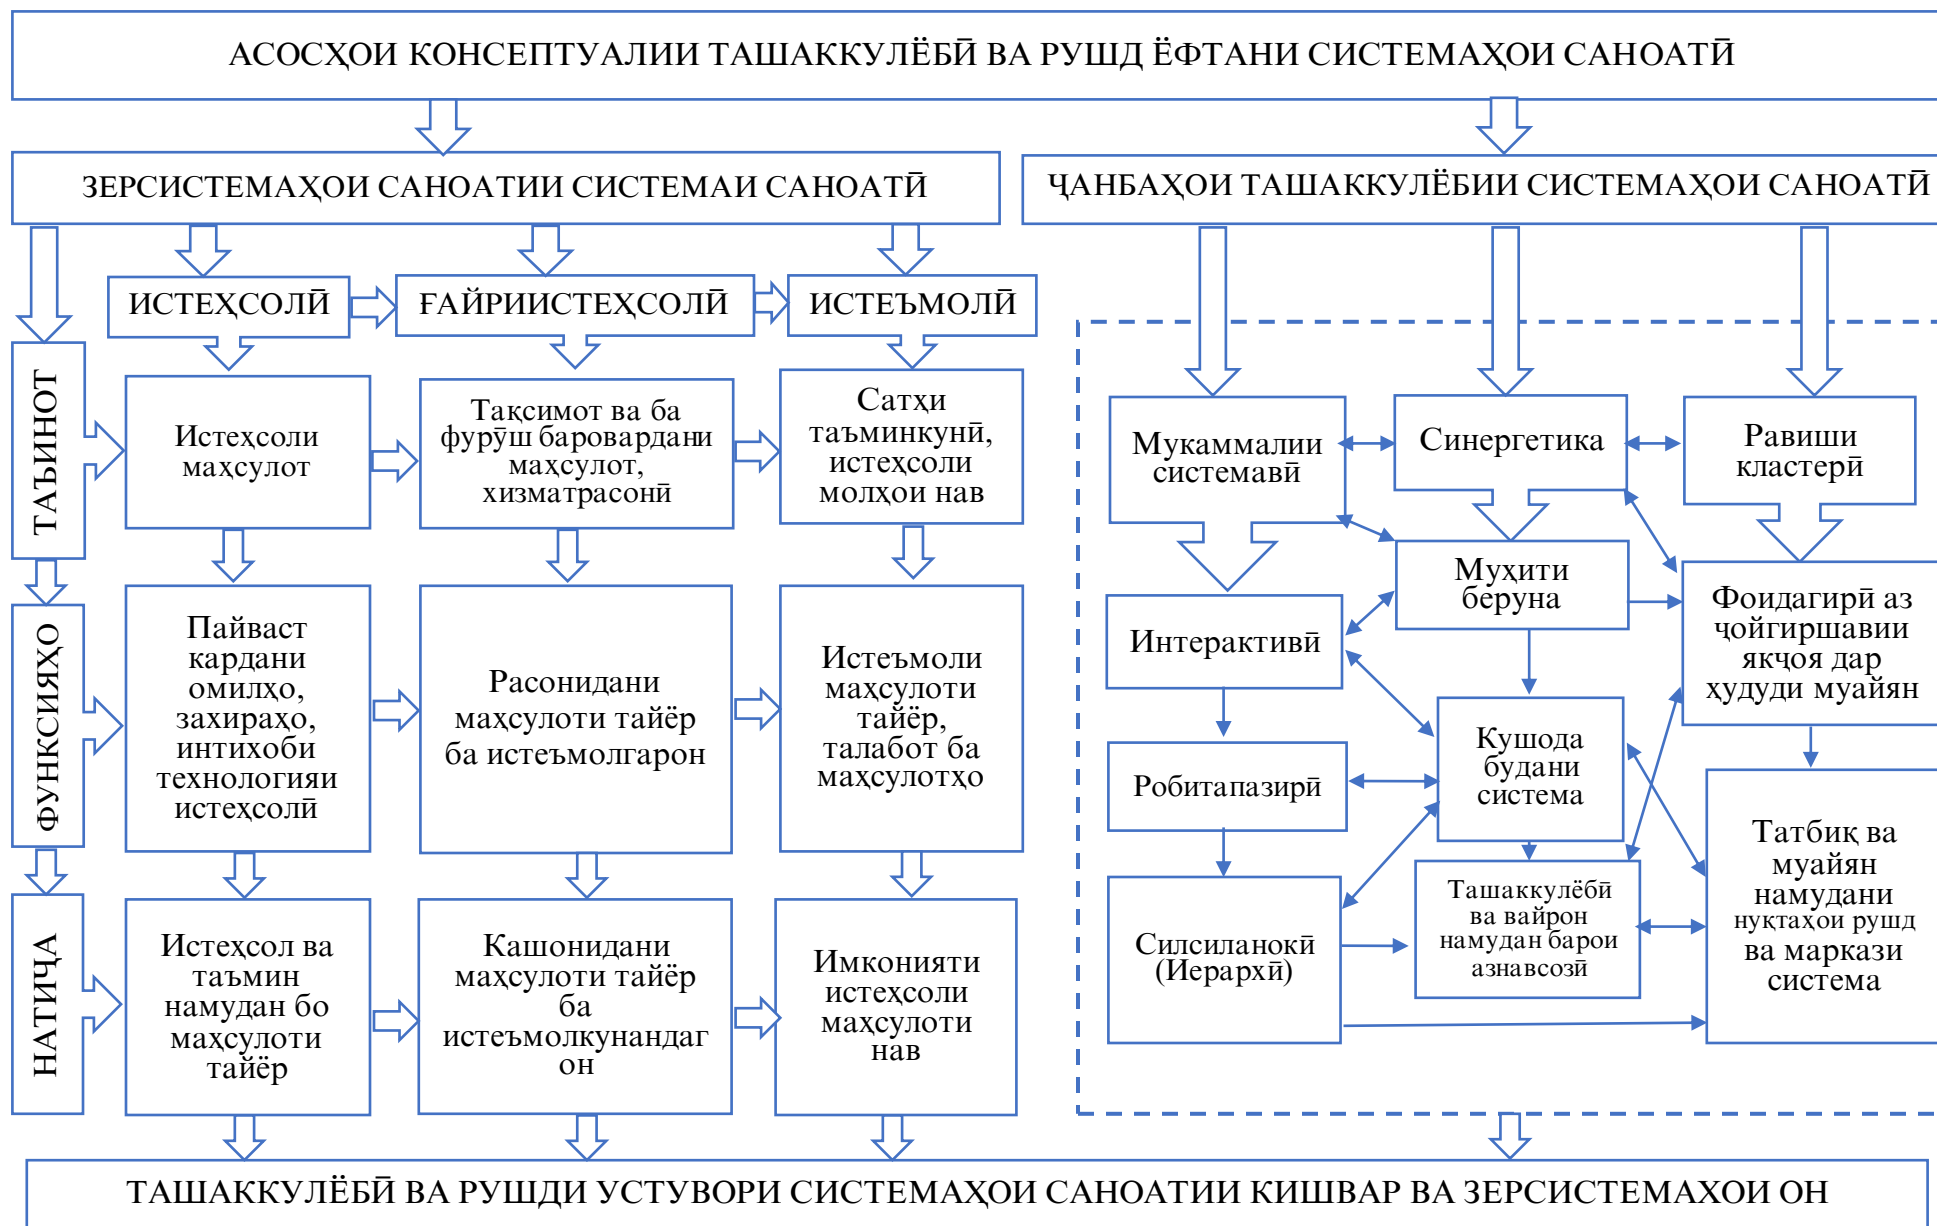 АСОСҲОИ КОНСЕПТУАЛИИ ТАШАККУЛЁБӢ ВА РУШД ЁФТАНИ СИСТЕМАҲОИ САНОАТӢ
ЗЕРСИСТЕМАҲОИ САНОАТИИ СИСТЕМАИ САНОАТӢ
ҶАНБАҲОИ ТАШАККУЛЁБИИ СИСТЕМАҲОИ САНОАТӢ
ИСТЕҲСОЛӢ
ҒАЙРИИСТЕҲСОЛӢ
ИСТЕЪМОЛӢ
ТАЪИНОТ
Истеҳсоли
маҳсулот
Тақсимот ва ба
фурӯш баровардани
маҳсулот,
хизматрасонӣ
Сатҳи
таъминкунӣ,
истеҳсоли
молҳои нав
ФУНКСИЯҲО
Пайваст
кардани
омилҳо,
захираҳо,
интихоби
технологияи
истеҳсолӣ
Расонидани
маҳсулоти тайёр
ба истеъмолгарон
Истеъмоли
маҳсулоти
тайёр,
талабот ба
маҳсулотҳо
НАТИҶА
Истеҳсол ва
таъмин
намудан бо
маҳсулоти
тайёр
Кашонидани
маҳсулоти тайёр
ба
истеъмолкунандаг
он
Имконияти
истеҳсоли
маҳсулоти
нав
Мукаммалии
системавӣ
Синергетика
Равиши
кластерӣ
Муҳити
беруна
Интерактивӣ
Фоидагирӣ аз
ҷойгиршавии
якҷоя дар
ҳудуди муайян
Робитапазирӣ
Кушода
будани
система
Татбиқ ва
муайян
намудани
нуқтаҳои рушд
ва маркази
система
Силсиланокӣ
(Иерархӣ)
Ташаккулёбӣ
ва вайрон
намудан барои
азнавсозӣ
ТАШАККУЛЁБӢ ВА РУШДИ УСТУВОРИ СИСТЕМАҲОИ САНОАТИИ КИШВАР ВА ЗЕРСИСТЕМАХОИ ОН